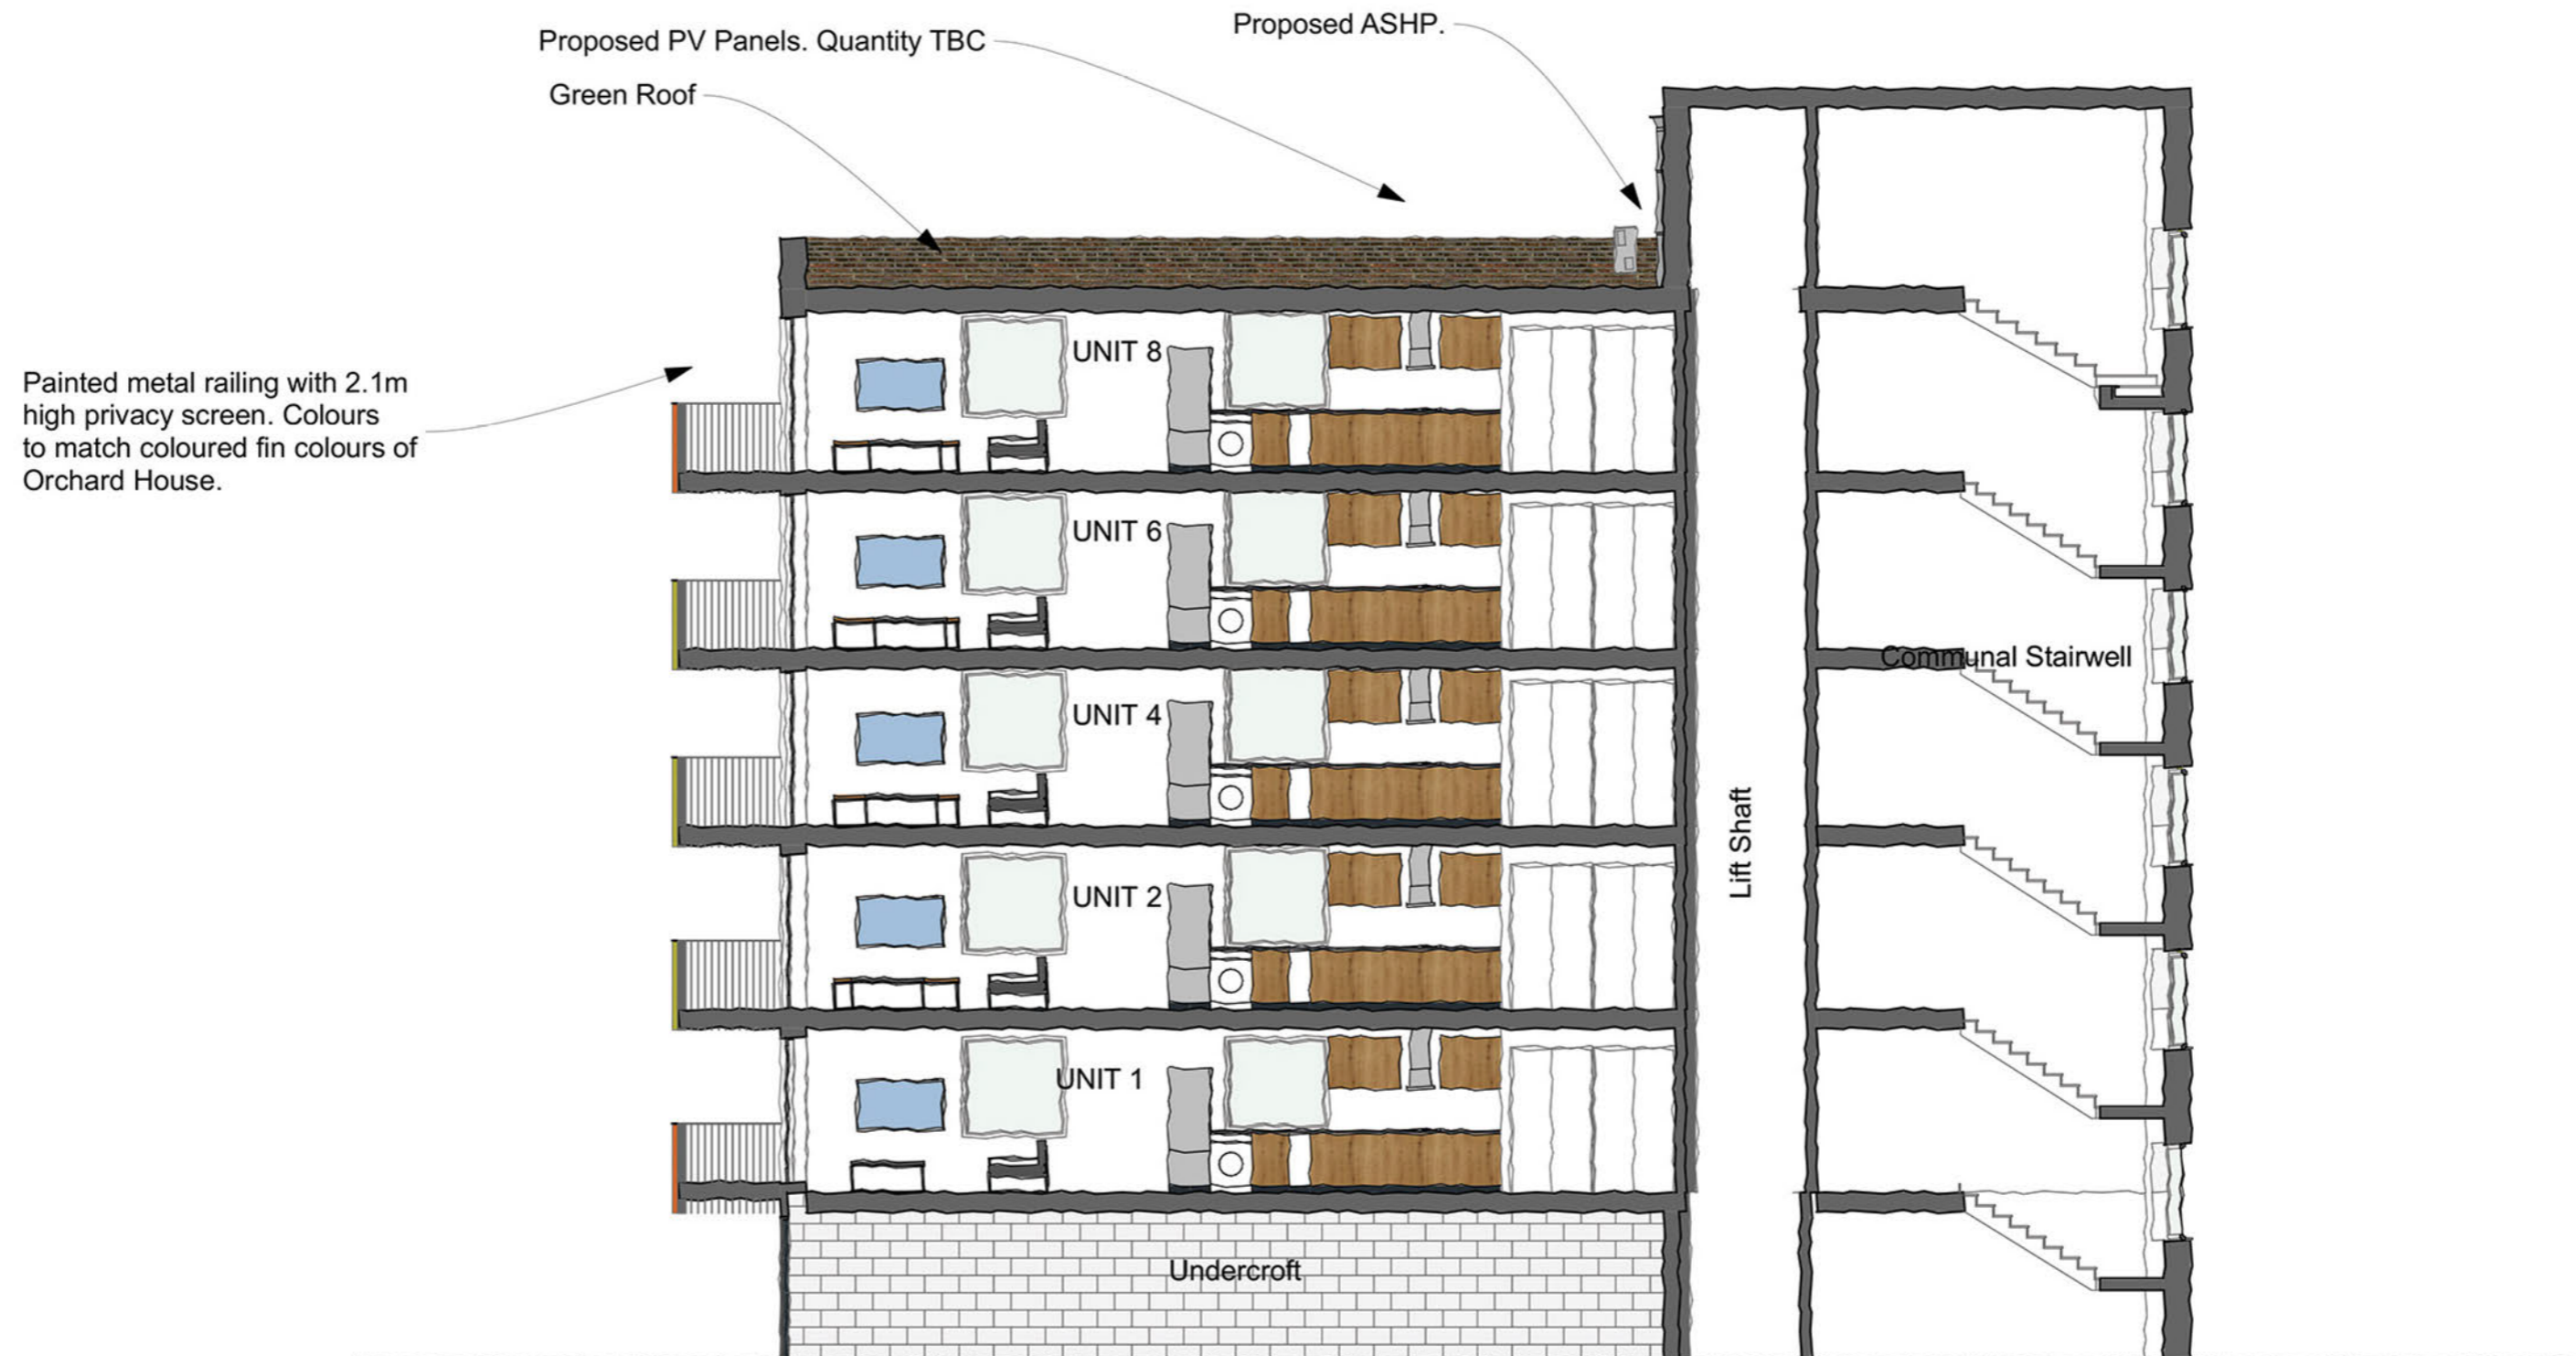 Proposed ASHP.
Proposed PV Panels. Quantity TBC
Green Roof
Painted metal railing with 2.1m
high privacy screen. Colours
to match coloured fin colours of
Orchard House.
UNIT 8
UNIT 6
Communal Stairwell
UNIT 4
Lift Shaft
UNIT 2
UNIT 1
Undercroft